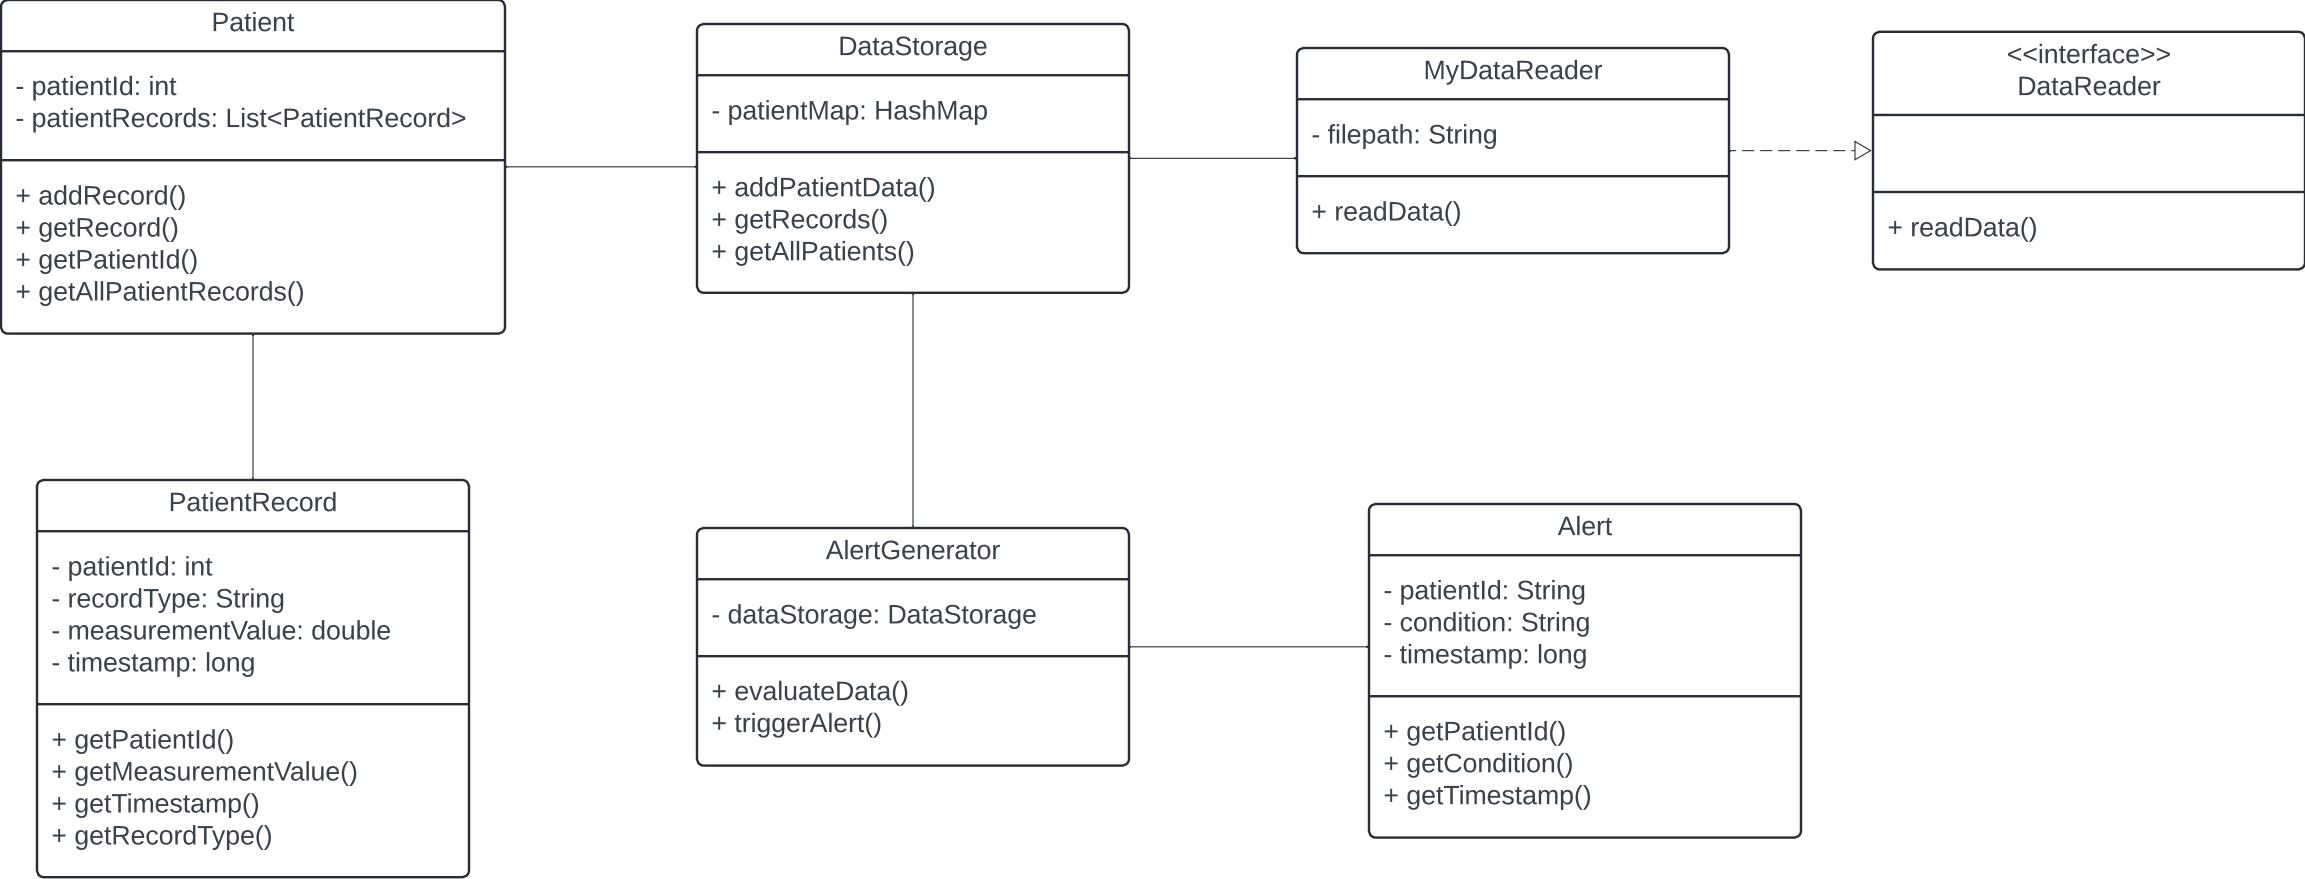 Patient
- patientId: int
- patientRecords: List<PatientRecord>
+ addRecord()
+ getRecord()
+ getPatientId()
+ getAllPatientRecords()
DataStorage
- patientMap: HashMap
+ addPatientData()
+ getRecords()
+ getAllPatients()
MyDataReader
- filepath: String
+ readData()
<<interface>>
DataReader
+ readData()
PatientRecord
- patientId: int
- recordType: String
- measurementValue: double
- timestamp: long
+ getPatientId()
+ getMeasurementValue()
+ getTimestamp()
+ getRecordType()
AlertGenerator
- dataStorage: DataStorage
+ evaluateData()
+ triggerAlert()
Alert
- patientId: String
- condition: String
- timestamp: long
+ getPatientId()
+ getCondition()
+ getTimestamp()